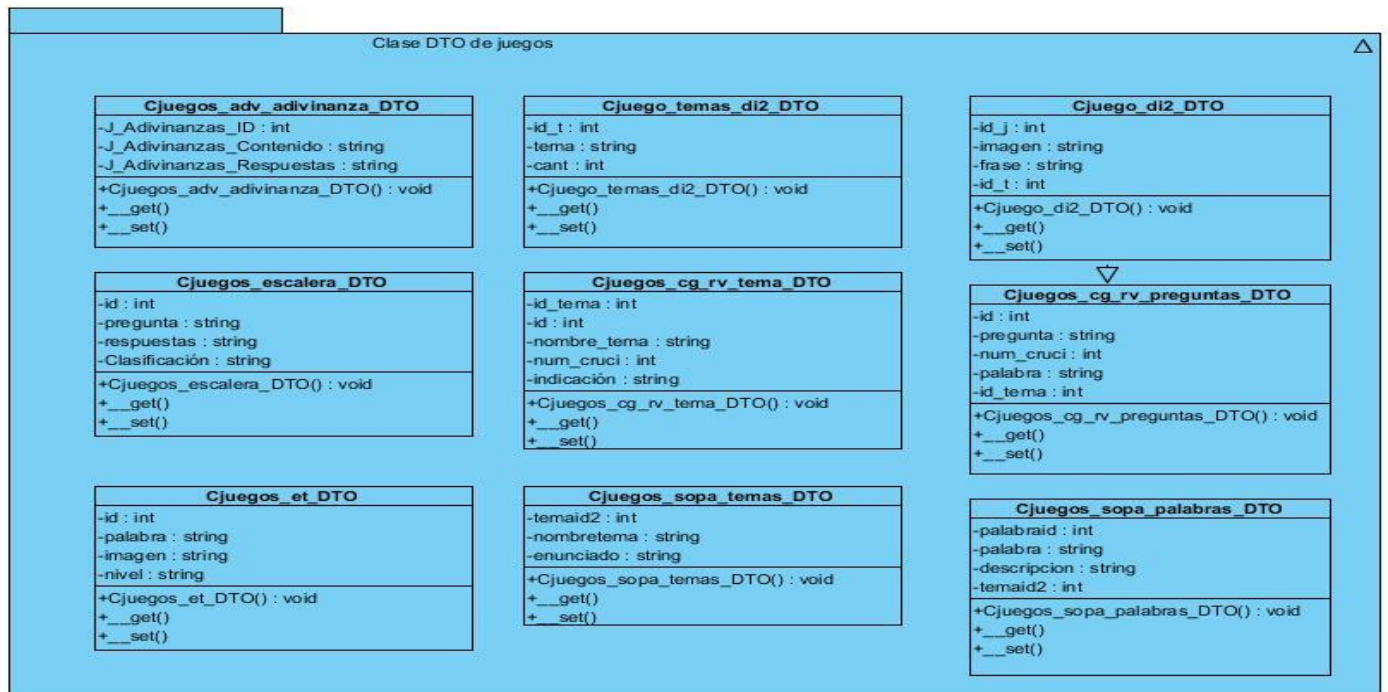 Clase DTO de juegos
Cjuegos_adv_adivinanza_DTO
-J_Adivinanzas_ID : int
-J_Adivinanzas_Contenido : string
-J_Adivinanzas_Respuestas : string
+Cjuegos_adv_adivinanza_DTO() : void
+__get()
+__set()
Cjuego_temas_di2_DTO
-id_t : int
-tema : string
-cant : int
+Cjuego_temas_di2_DTO() : void
+__get()
+__set()
Cjuego_di2_DTO
-id_j : int
-imagen : string
-frase : string
-id_t : int
+Cjuego_di2_DTO() : void
+__get()
+__set()
Cjuegos_escalera_DTO
-id : int
-pregunta : string
-respuestas : string
-Clasificación : string
+Cjuegos_escalera_DTO() : void
+__get()
+__set()
Cjuegos_cg_rv_tema_DTO
-id_tema : int
-id : int
-nombre_tema : string
-num_cruci : int
-indicación : string
+Cjuegos_cg_rv_tema_DTO() : void
+__get()
+__set()
Cjuegos_cg_rv_preguntas_DTO
-id : int
-pregunta : string
-num_cruci : int
-palabra : string
-id_tema : int
+Cjuegos_cg_rv_preguntas_DTO() : void
+__get()
+__set()
Cjuegos_et_DTO
-id : int
-palabra : string
-imagen : string
-nivel : string
+Cjuegos_et_DTO() : void
+__get()
+__set()
Cjuegos_sopa_temas_DTO
-temaid2 : int
-nombretema : string
-enunciado : string
+Cjuegos_sopa_temas_DTO() : void
+__get()
+__set()
Cjuegos_sopa_palabras_DTO
-palabraid : int
-palabra : string
-descripcion : string
-temaid2 : int
+Cjuegos_sopa_palabras_DTO() : void
+__get()
+__set()